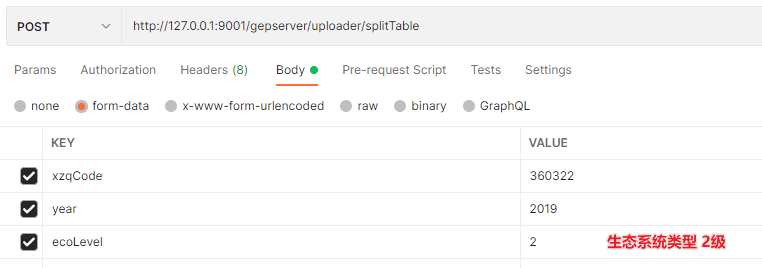 POST http://127.0.0.1:9001/gepserver/uploader/splitTable
Params Authorization Headers (8) Body Pre-request Script Tests Settings
none form-data x-www-form-urlencoded raw binary GraphQL
KEY VALUE
xzqCode 360322
year 2019
ecoLevel 2 生态系统类型 2级